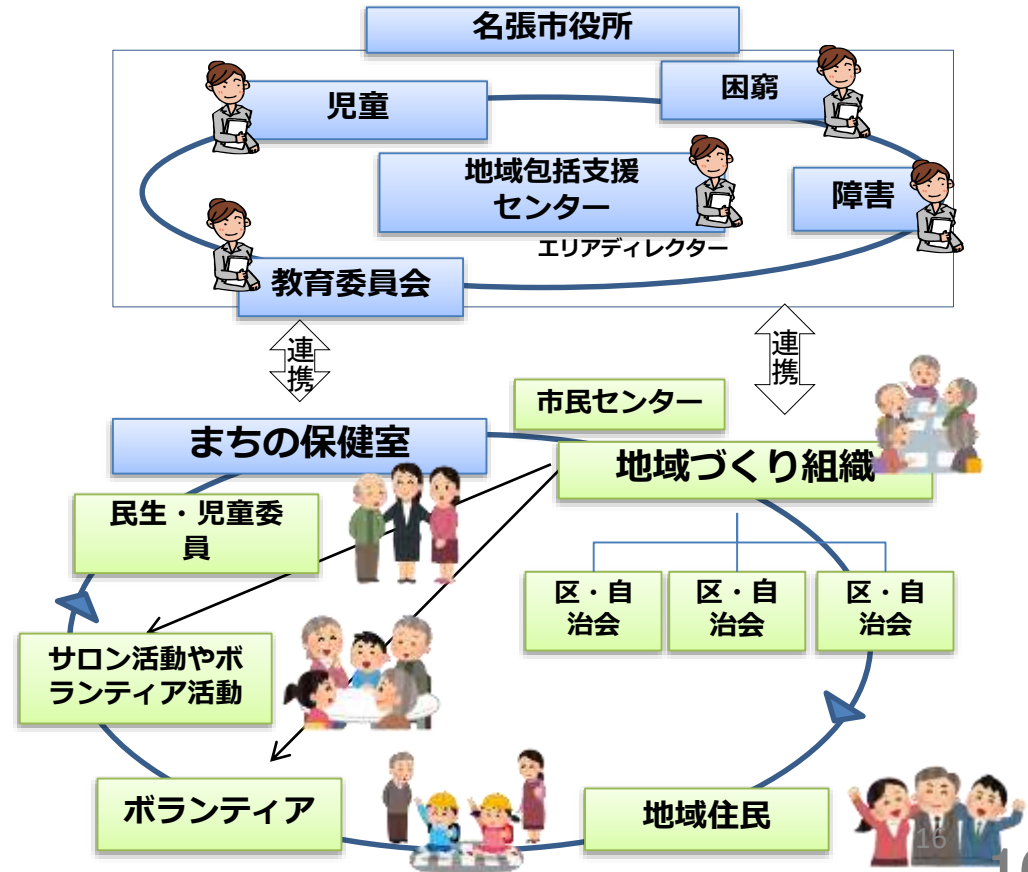 名張市役所
児童
困窮
地域包括支援
センター
障害
エリアディレクター
教育委員会
連携
連携
市民センター
まちの保健室
地域づくり組織
民生・児童委
員
区・自
治会
区・自
治会
区・自
治会
サロン活動やボ
ランティア活動
ボランティア
地域住民
16